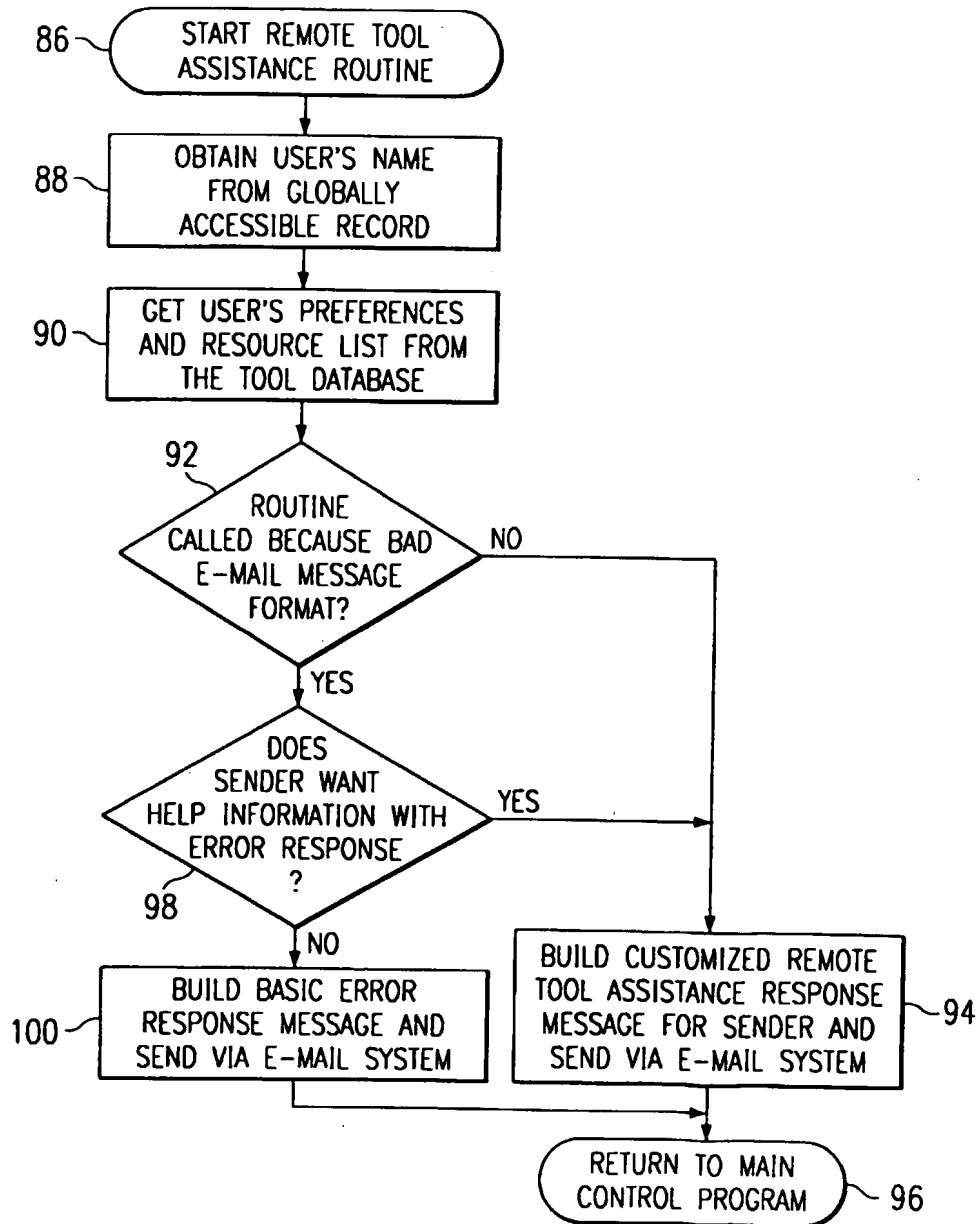 86
START REMOTE TOOL
ASSISTANCE ROUTINE
88
OBTAIN USER'S NAME
FROM GLOBALLY
ACCESSIBLE RECORD
90
GET USER'S PREFERENCES
AND RESOURCE LIST FROM
THE TOOL DATABASE
92
ROUTINE
CALLED BECAUSE BAD
E-MAIL MESSAGE
FORMAT?
NO
YES
DOES
SENDER WANT
HELP INFORMATION WITH
ERROR RESPONSE
?
YES
98
NO
100
BUILD BASIC ERROR
RESPONSE MESSAGE AND
SEND VIA E-MAIL SYSTEM
BUILD CUSTOMIZED REMOTE
TOOL ASSISTANCE RESPONSE
MESSAGE FOR SENDER AND
SEND VIA E-MAIL SYSTEM
94
RETURN TO MAIN
CONTROL PROGRAM
96